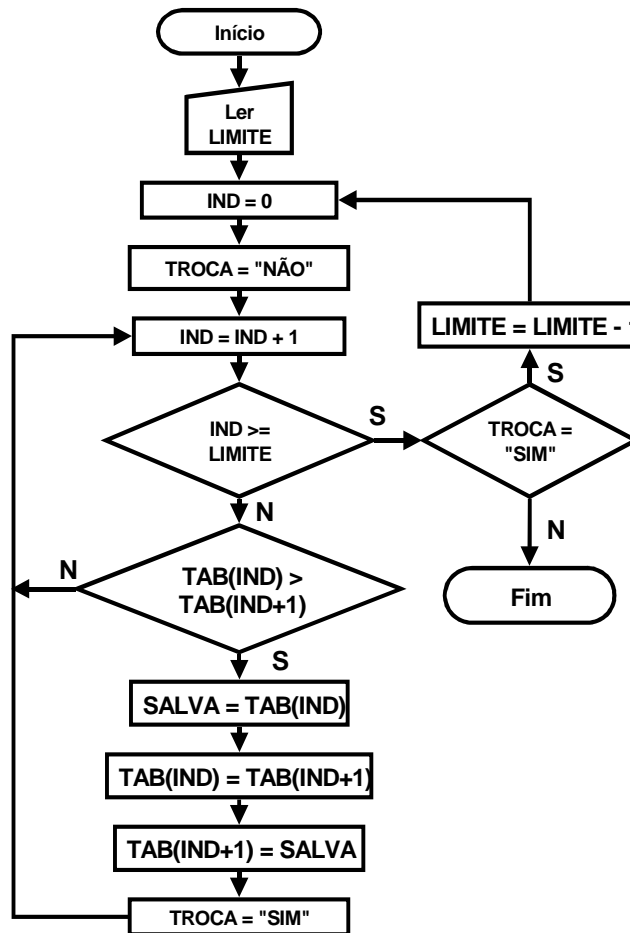 Início
Ler
LIMITE
IND = 0
TROCA = "NÃO"
IND = IND + 1
LIMITE = LIMITE - 1
S
IND >=
LIMITE
S
TROCA =
"SIM"
N
N
N
TAB(IND) >
TAB(IND+1)
Fim
S
SALVA = TAB(IND)
TAB(IND) = TAB(IND+1)
TAB(IND+1) = SALVA
TROCA = "SIM"